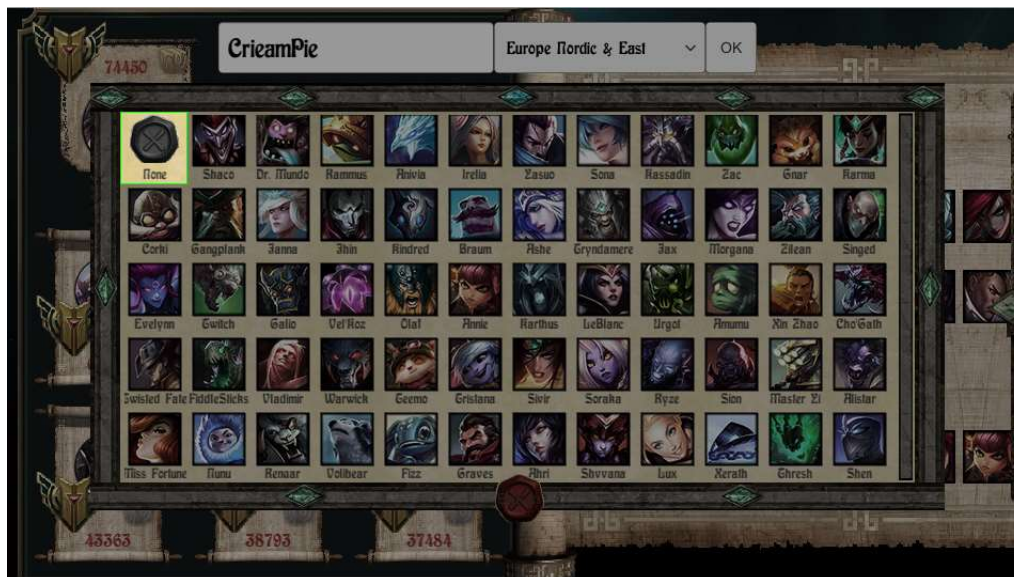 CrieamPie
Europe Nordic & East
OK
74450
None Shaco Dr. Mundo Rammus Anivia Irelia Yasuo Sona Kassadin Zac Gnar Karma
Corki Gangplank Janna Jhin Kindred Braum Ashe Tryndamere Jax Morgana Zilean Singed
Evelynn Twitch Galio Vel'Koz Olaf Annie Karthus LeBlanc Urgot Amumu Xin Zhao Cho'Gath
Twisted Fate FiddleSticks Vladimir Warwick Teemo Tristana Sivir Soraka Ryze Sion Master Yi Alistar
Miss Fortune Nunu Rengar Volibear Fizz Graves Ahri Shyvana Lux Xerath Thresh Shen
43363 38793 37484